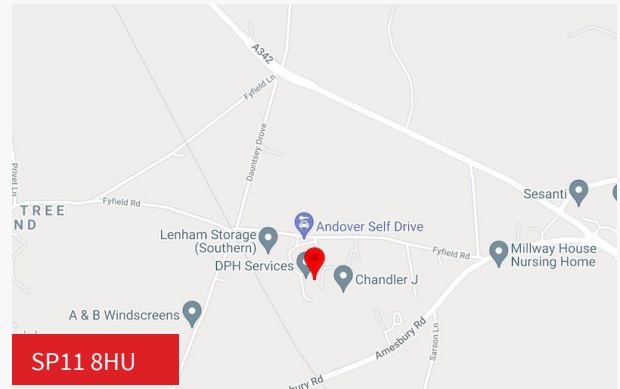 A342
Fyfield Ln
Dauntsey Drove
Privet Ln
TREE
ND
Fyfield Rd
Sesanti
Andover Self Drive
Lenham Storage
(Southern)
Fyfield Rd
Millway House
Nursing Home
DPH Services
Chandler J
A & B Windscreens
Amesbury Rd
Sarson Ln
SP11 8HU
bury Rd